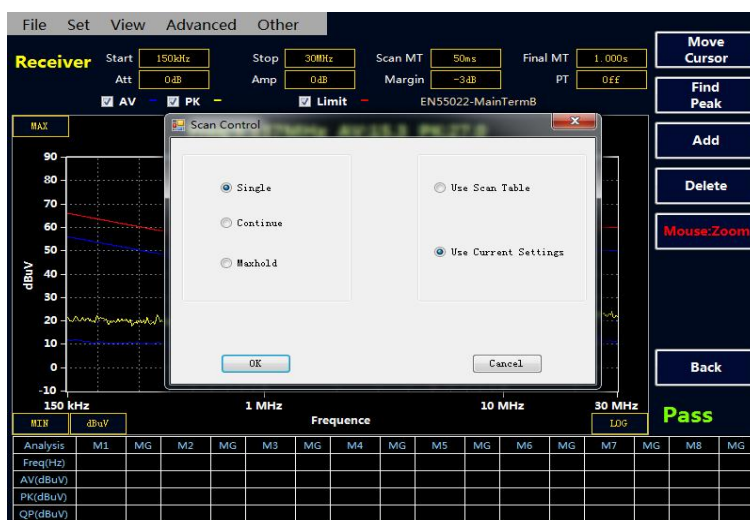 File Set View Advanced Other
Receiver Start 150kHz Stop 30MHz Scan MT 50ms Final MT 1.000s
Att 0dB Amp 0dB Margin -3dB PT Off
AV PK Limit EN55022-MainTermB
Move Cursor
Find Peak
Add
Delete
Mouse:Zoom
Back
Pass
MAX
Scan Control
Single
Continue
Maxhold
Use Scan Table
Use Current Settings
OK Cancel
90
80
70
60
50
40
30
20
10
0
-10
dBuV
150 kHz 1 MHz 10 MHz 30 MHz
MIN dBuV Frequence LOG
Analysis M1 MG M2 MG M3 MG M4 MG M5 MG M6 MG M7 MG M8 MG
Freq(Hz)
AV(dBuV)
PK(dBuV)
QP(dBuV)